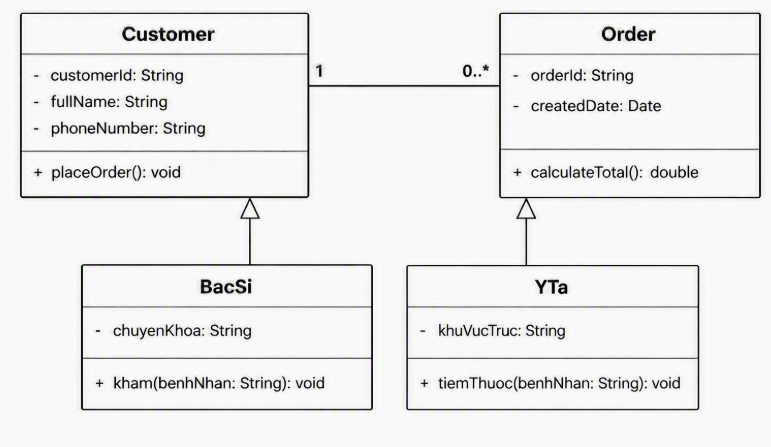 Customer
- customerId: String
- fullName: String
- phoneNumber: String
+ placeOrder(): void
1
0..*
Order
- orderId: String
- createdDate: Date
+ calculateTotal(): double
BacSi
- chuyenKhoa: String
+ kham(benhNhan: String): void
YTa
- khuVucTruc: String
+ tiemThuoc(benhNhan: String): void